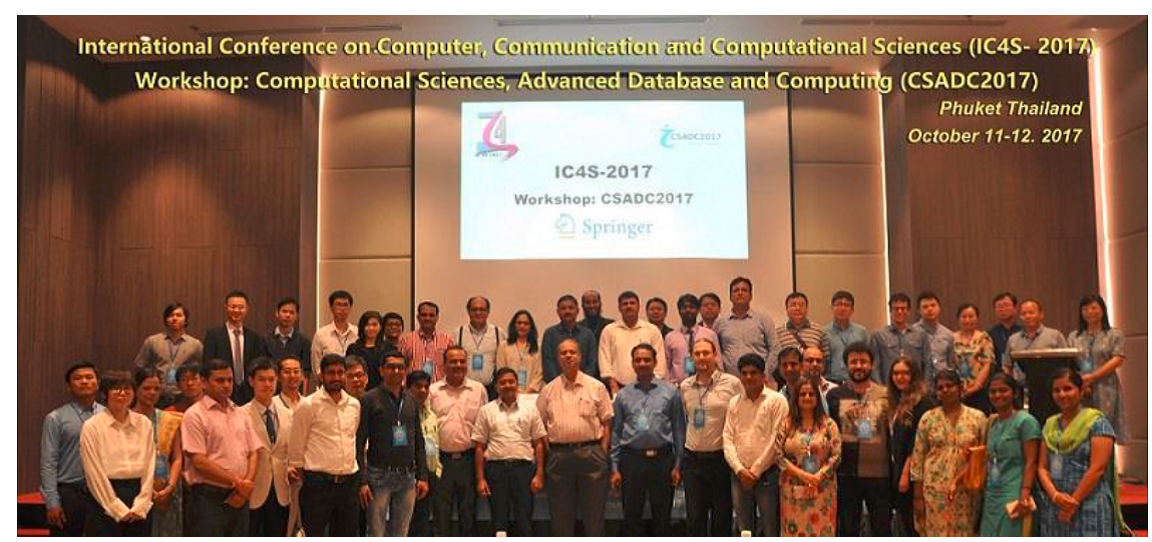 International Conference on Computer, Communication and Computational Sciences (IC4S- 2017)
Workshop: Computational Sciences, Advanced Database and Computing (CSADC2017)
Phuket Thailand
October 11-12. 2017
CSADC2017
IC4S-2017
Workshop: CSADC2017
Springer